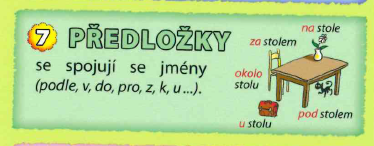 7 PŘEDLOŽKY
se spojují se jmény
(podle, v, do, pro, z, k, u...).
na stole
za stolem
okolo
stolu
pod stolem
u stolu